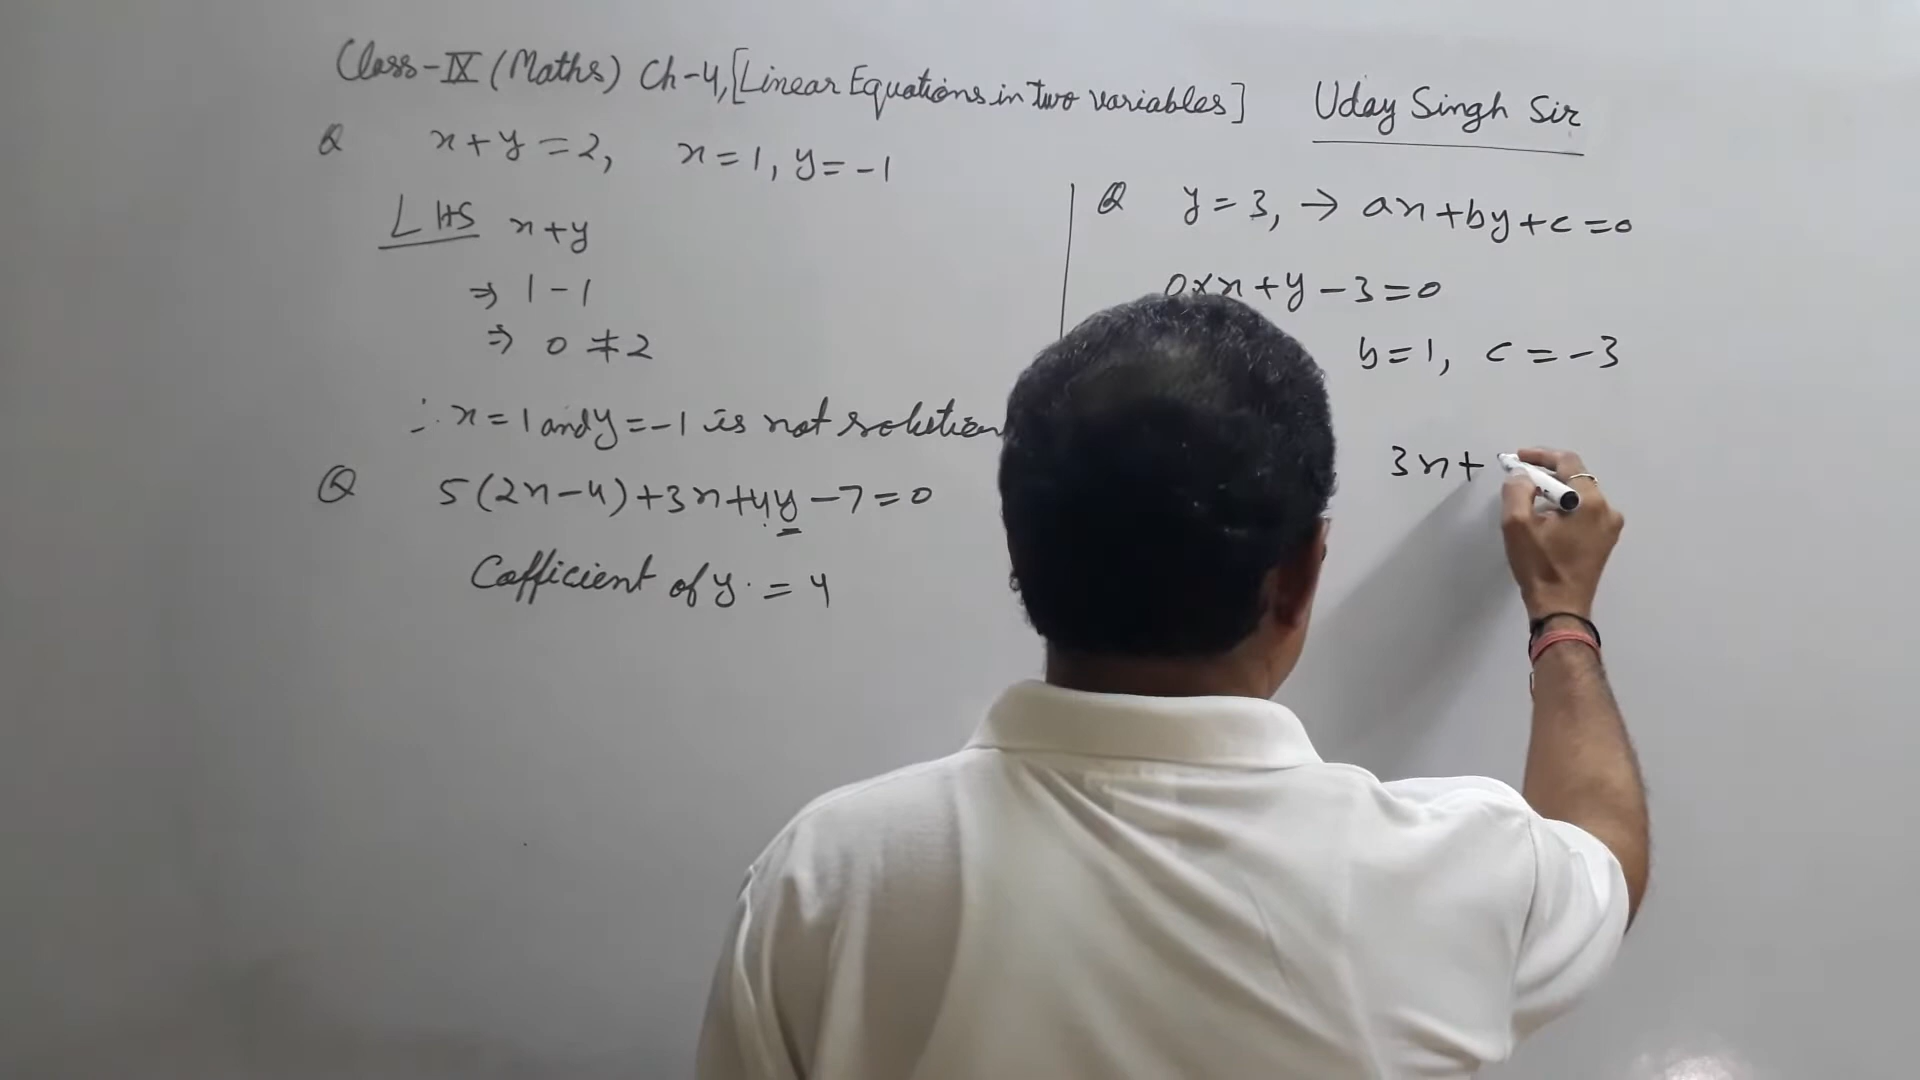 Class-IX (Maths) Ch-4, [Linear Equations in two variables]
Uday Singh Sir
Q x+y=2, x=1, y=-1
LHS x+y
⇒ 1-1
⇒ 0≠2
∴ x=1 and y=-1 is not solution
Q 5(2x-4)+3x+4y-7=0
Cofficient of y = 4
Q y=3, → ax+by+c=0
0×x+y-3=0
b=1, c=-3
3x+